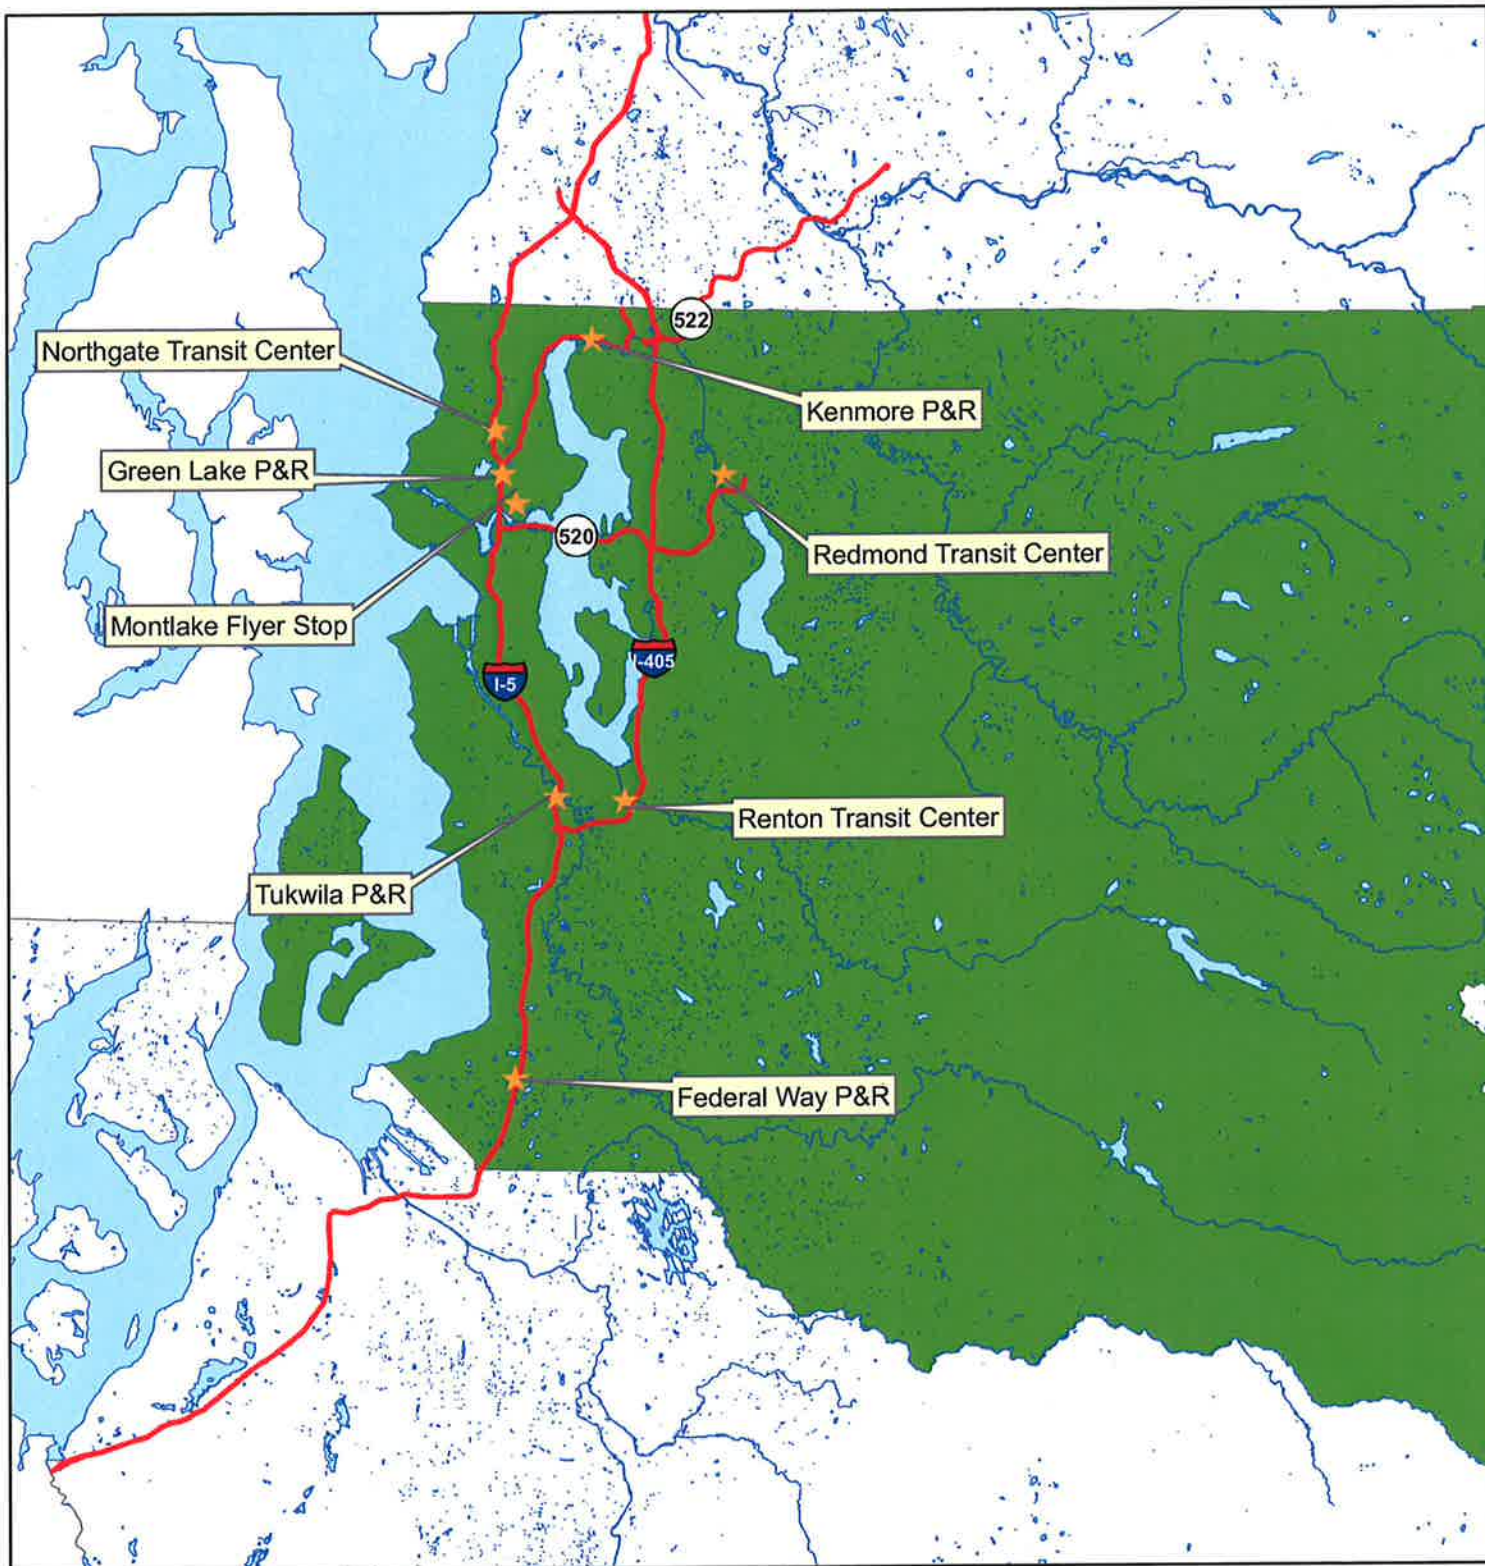 522
Northgate Transit Center
Kenmore P&R
Green Lake P&R
520
Redmond Transit Center
Montlake Flyer Stop
I-405
I-5
Renton Transit Center
Tukwila P&R
Federal Way P&R